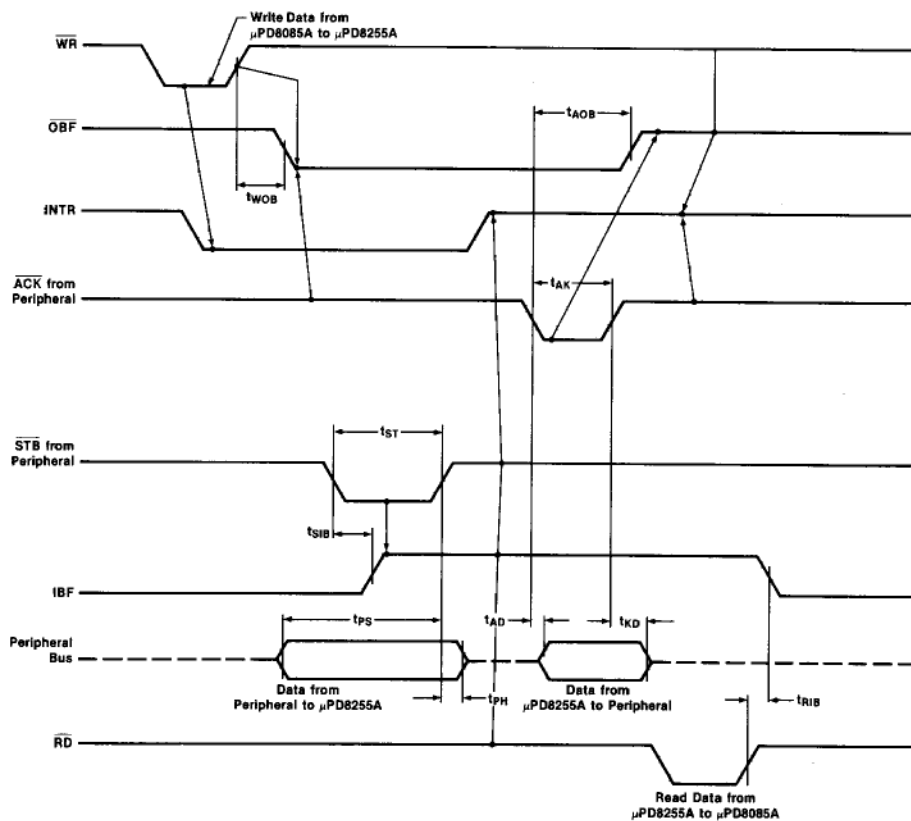 Write Data from
μPD8085A to μPD8255A
WR
tAOB
OBF
tWOB
INTR
tAK
ACK from
Peripheral
tST
STB from
Peripheral
tSIB
IBF
tPS
tAD
tKD
Peripheral
Bus
Data from
Peripheral to μPD8255A
tPH
Data from
μPD8255A to Peripheral
tRIB
RD
Read Data from
μPD8255A to μPD8085A